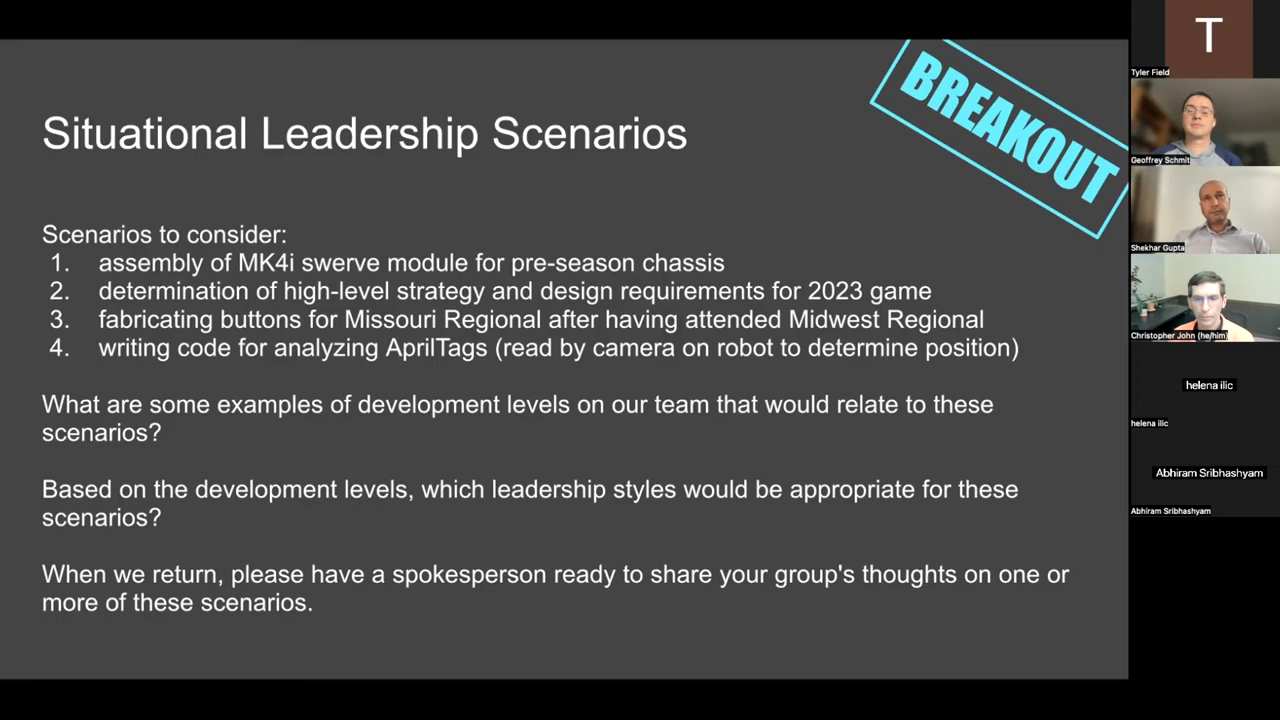 BREAKOUT
Situational Leadership Scenarios
Scenarios to consider:
1. assembly of MK4i swerve module for pre-season chassis
2. determination of high-level strategy and design requirements for 2023 game
3. fabricating buttons for Missouri Regional after having attended Midwest Regional
4. writing code for analyzing AprilTags (read by camera on robot to determine position)
What are some examples of development levels on our team that would relate to these
scenarios?
Based on the development levels, which leadership styles would be appropriate for these
scenarios?
When we return, please have a spokesperson ready to share your group's thoughts on one or
more of these scenarios.
T
Tyler Field
Geoffrey Schmit
Shekhar Gupta
Christopher John (he/him)
helena ilic
helena ilic
Abhiram Sribhashyam
Abhiram Sribhashyam